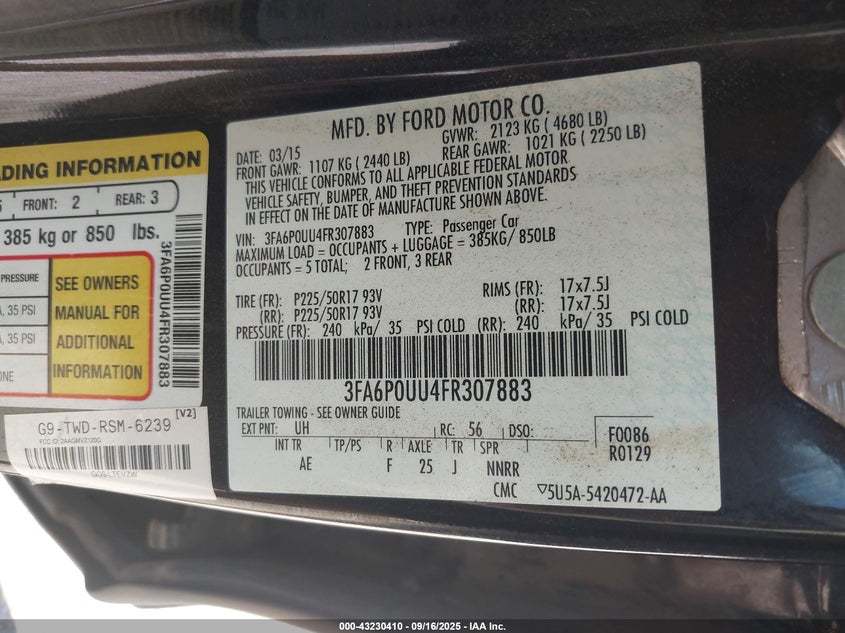 MFD. BY FORD MOTOR CO.
DATE: 03/15 GVWR: 2123 KG ( 4680 LB)
FRONT GAWR: 1107 KG ( 2440 LB) REAR GAWR: 1021 KG ( 2250 LB)
THIS VEHICLE CONFORMS TO ALL APPLICABLE FEDERAL MOTOR
VEHICLE SAFETY, BUMPER, AND THEFT PREVENTION STANDARDS
IN EFFECT ON THE DATE OF MANUFACTURE SHOWN ABOVE.
VIN: 3FA6P0UU4FR307883 TYPE: Passenger Car
MAXIMUM LOAD = OCCUPANTS + LUGGAGE = 385KG/ 850LB
OCCUPANTS = 5 TOTAL; 2 FRONT, 3 REAR
TIRE (FR): P225/50R17 93V RIMS (FR): 17x7.5J
(RR): P225/50R17 93V (RR): 17x7.5J
PRESSURE (FR): 240 kPa/ 35 PSI COLD (RR): 240 kPa/ 35 PSI COLD
3FA6P0UU4FR307883
TRAILER TOWING - SEE OWNER GUIDE
EXT PNT: UH RC: 56 DSO: F0086
R0129
INT TR TP/PS R AXLE TR SPR
AE F 25 J NNRR
CMC ▽5U5A-5420472-AA
ADING INFORMATION
5 FRONT: 2 REAR: 3
385 kg or 850 lbs.
PRESSURE
35 PSI
35 PSI
SEE OWNERS
MANUAL FOR
ADDITIONAL
INFORMATION
3FA6P0UU4FR307883
[V2]
G9-TWD-RSM-6239
FCC ID: 2AAGMV2120Q
000-43230410 - 09/16/2025 - IAA Inc.